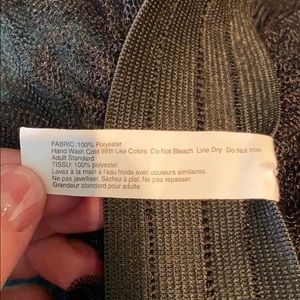 FABRIC: 100% Polyester.
Hand Wash Cold With Like Colors Do Not Bleach Line Dry Do Not Iron
Adult Standard
TISSU: 100% polyester.
Lavez à la main à l'eau froide avec couleurs similaires.
Ne pas javelliser. Séchez à plat. Ne pas repasser.
Grandeur standard pour adulte